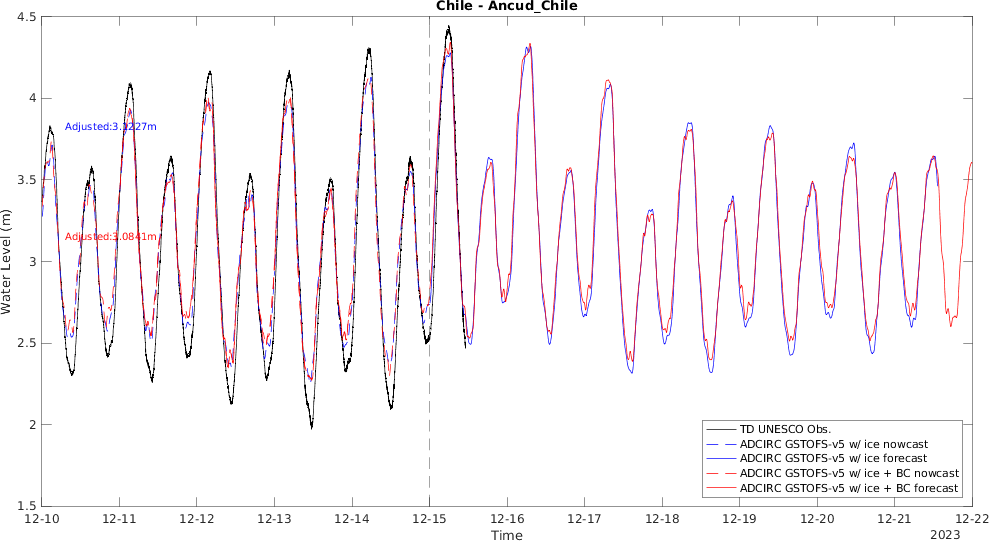 Chile - Ancud_Chile
4.5
4
3.5
3
2.5
2
1.5
Water Level (m)
Adjusted:3.1227m
Adjusted:3.0841m
TD UNESCO Obs.
ADCIRC GSTOFS-v5 w/ ice nowcast
ADCIRC GSTOFS-v5 w/ ice forecast
ADCIRC GSTOFS-v5 w/ ice + BC nowcast
ADCIRC GSTOFS-v5 w/ ice + BC forecast
12-10 12-11 12-12 12-13 12-14 12-15 12-16 12-17 12-18 12-19 12-20 12-21 12-22
Time
2023